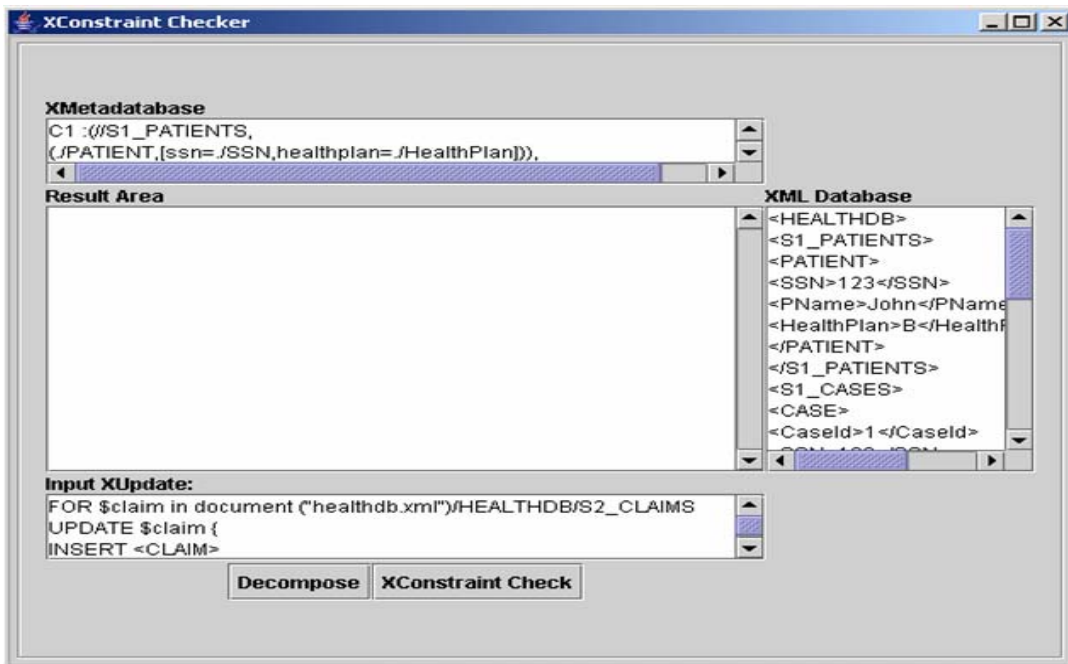 XConstraint Checker
XMetadatabase
C1 :(//S1_PATIENTS,
(./PATIENT,[ssn=./SSN,healthplan=./HealthPlan])),
Result Area
XML Database
<HEALTHDB>
<S1_PATIENTS>
<PATIENT>
<SSN>123</SSN>
<PName>John</PName
<HealthPlan>B</HealthP
</PATIENT>
</S1_PATIENTS>
<S1_CASES>
<CASE>
<CaseId>1</CaseId>
Input XUpdate:
FOR $claim in document ("healthdb.xml")/HEALTHDB/S2_CLAIMS
UPDATE $claim {
INSERT <CLAIM>
Decompose
XConstraint Check